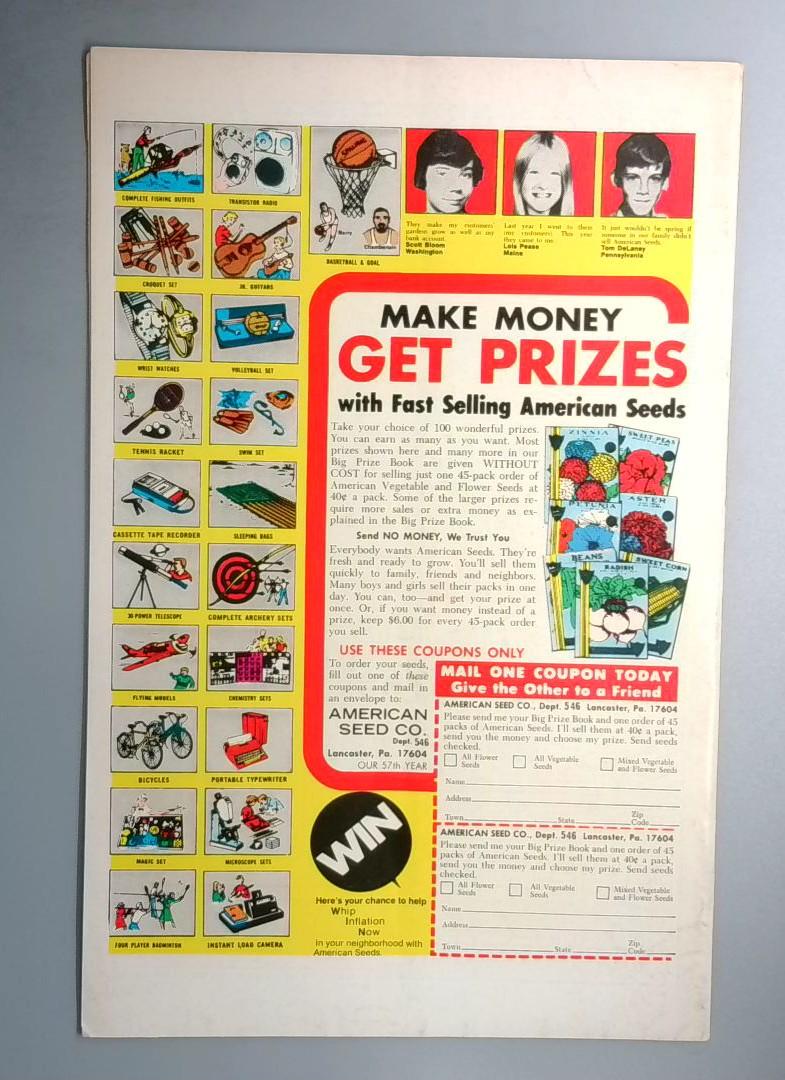 COMPLETE FISHING OUTFITS
TRANSISTOR RADIO
CROQUET SET
JR. GUITARS
WRIST WATCHES
VOLLEYBALL SET
TENNIS RACKET
SWIM SET
CASSETTE TAPE RECORDER
SLEEPING BAGS
30-POWER TELESCOPE
COMPLETE ARCHERY SETS
FLYING MODELS
CHEMISTRY SETS
BICYCLES
PORTABLE TYPEWRITER
MAGIC SET
MICROSCOPE SETS
FOUR PLAYER BADMINTON
INSTANT LOAD CAMERA
SPALDING
Barry
Chamberlain
BASKETBALL & GOAL
They make my customers'
gardens grow as well as my
bank account.
Scott Bloom
Washington
Last year I went to them
(my customers). This year
they came to me.
Lois Pease
Maine
It just wouldn't be spring if
someone in our family didn't
sell American Seeds.
Tom DeLaney
Pennsylvania
MAKE MONEY
GET PRIZES
with Fast Selling American Seeds
Take your choice of 100 wonderful prizes.
You can earn as many as you want. Most
prizes shown here and many more in our
Big Prize Book are given WITHOUT
COST for selling just one 45-pack order of
American Vegetable and Flower Seeds at
40¢ a pack. Some of the larger prizes re-
quire more sales or extra money as ex-
plained in the Big Prize Book.
Send NO MONEY, We Trust You
Everybody wants American Seeds. They're
fresh and ready to grow. You'll sell them
quickly to family, friends and neighbors.
Many boys and girls sell their packs in one
day. You can, too—and get your prize at
once. Or, if you want money instead of a
prize, keep $6.00 for every 45-pack order
you sell.
ZINNIA
SWEET PEAS
PETUNIA
ASTER
BEANS
RADISH
SWEET CORN
USE THESE COUPONS ONLY
To order your seeds,
fill out one of these
coupons and mail in
an envelope to:
AMERICAN
SEED CO.
Dept. 546
Lancaster, Pa. 17604
OUR 57th YEAR
MAIL ONE COUPON TODAY
Give the Other to a Friend
AMERICAN SEED CO., Dept. 546 Lancaster, Pa. 17604
Please send me your Big Prize Book and one order of 45
packs of American Seeds. I'll sell them at 40¢ a pack,
send you the money and choose my prize. Send seeds
checked.
All Flower Seeds
All Vegetable Seeds
Mixed Vegetable and Flower Seeds
Name
Address
Town State Zip Code
AMERICAN SEED CO., Dept. 546 Lancaster, Pa. 17604
Please send me your Big Prize Book and one order of 45
packs of American Seeds. I'll sell them at 40¢ a pack,
send you the money and choose my prize. Send seeds
checked.
All Flower Seeds
All Vegetable Seeds
Mixed Vegetable and Flower Seeds
Name
Address
Town State Zip Code
WIN
Here's your chance to help
Whip
Inflation
Now
in your neighborhood with
American Seeds.